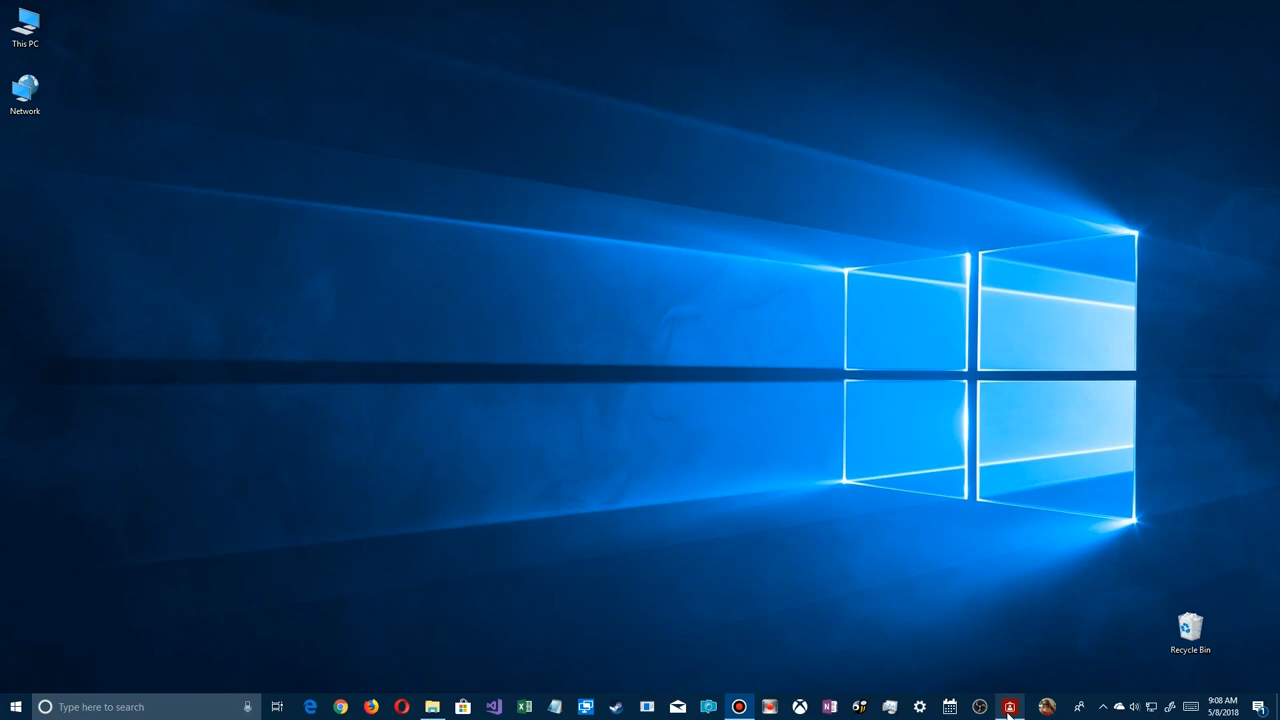 This PC
Network
Recycle Bin
Type here to search
9:08 AM
5/8/2018